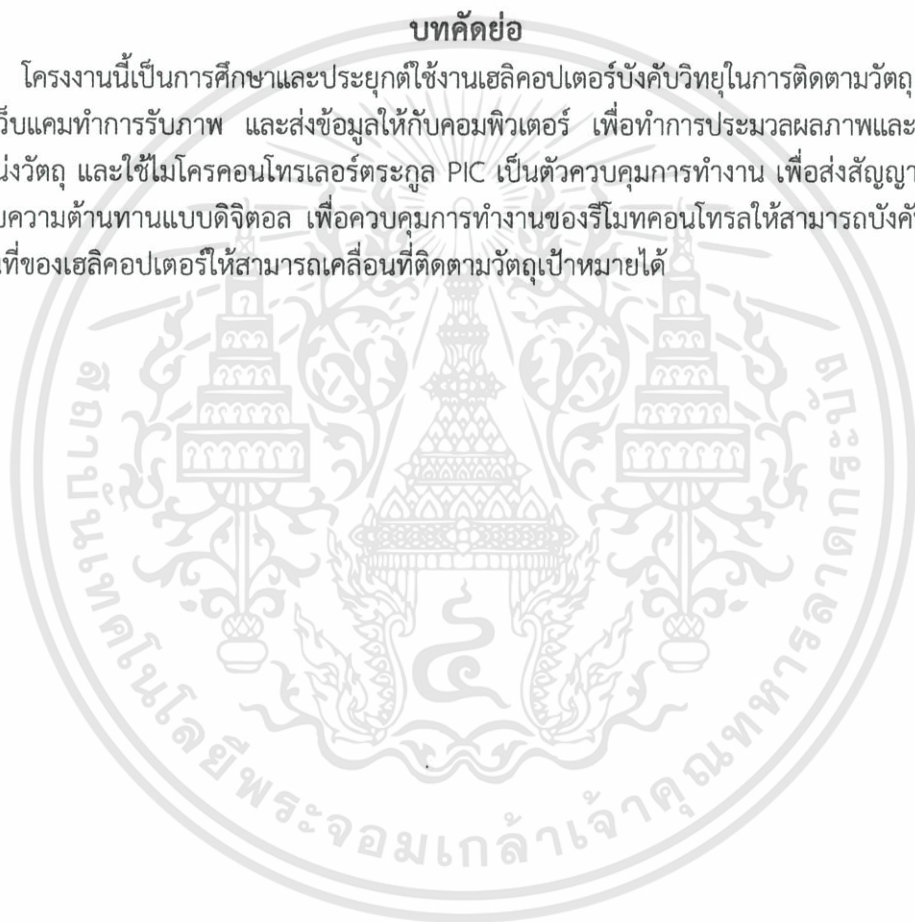 บทคัดย่อ
โครงงานนี้เป็นการศึกษาและประยุกต์ใช้งานเฮลิคอปเตอร์บังคับวิทยุในการติดตามวัตถุ
ว็บแคมทำการรับภาพ และส่งข้อมูลให้กับคอมพิวเตอร์ เพื่อทำการประมวลผลภาพและ
น่งวัตถุ และใช้ไมโครคอนโทรเลอร์ตระกูล PIC เป็นตัวควบคุมการทำงาน เพื่อส่งสัญญา
บความต้านทานแบบดิจิตอล เพื่อควบคุมการทำงานของรีโมทคอนโทรลให้สามารถบังคั
นที่ของเฮลิคอปเตอร์ให้สามารถเคลื่อนที่ติดตามวัตถุเป้าหมายได้
สถาบันเทคโนโลยีพระจอมเกล้าเจ้าคุณทหารลาดกระบัง